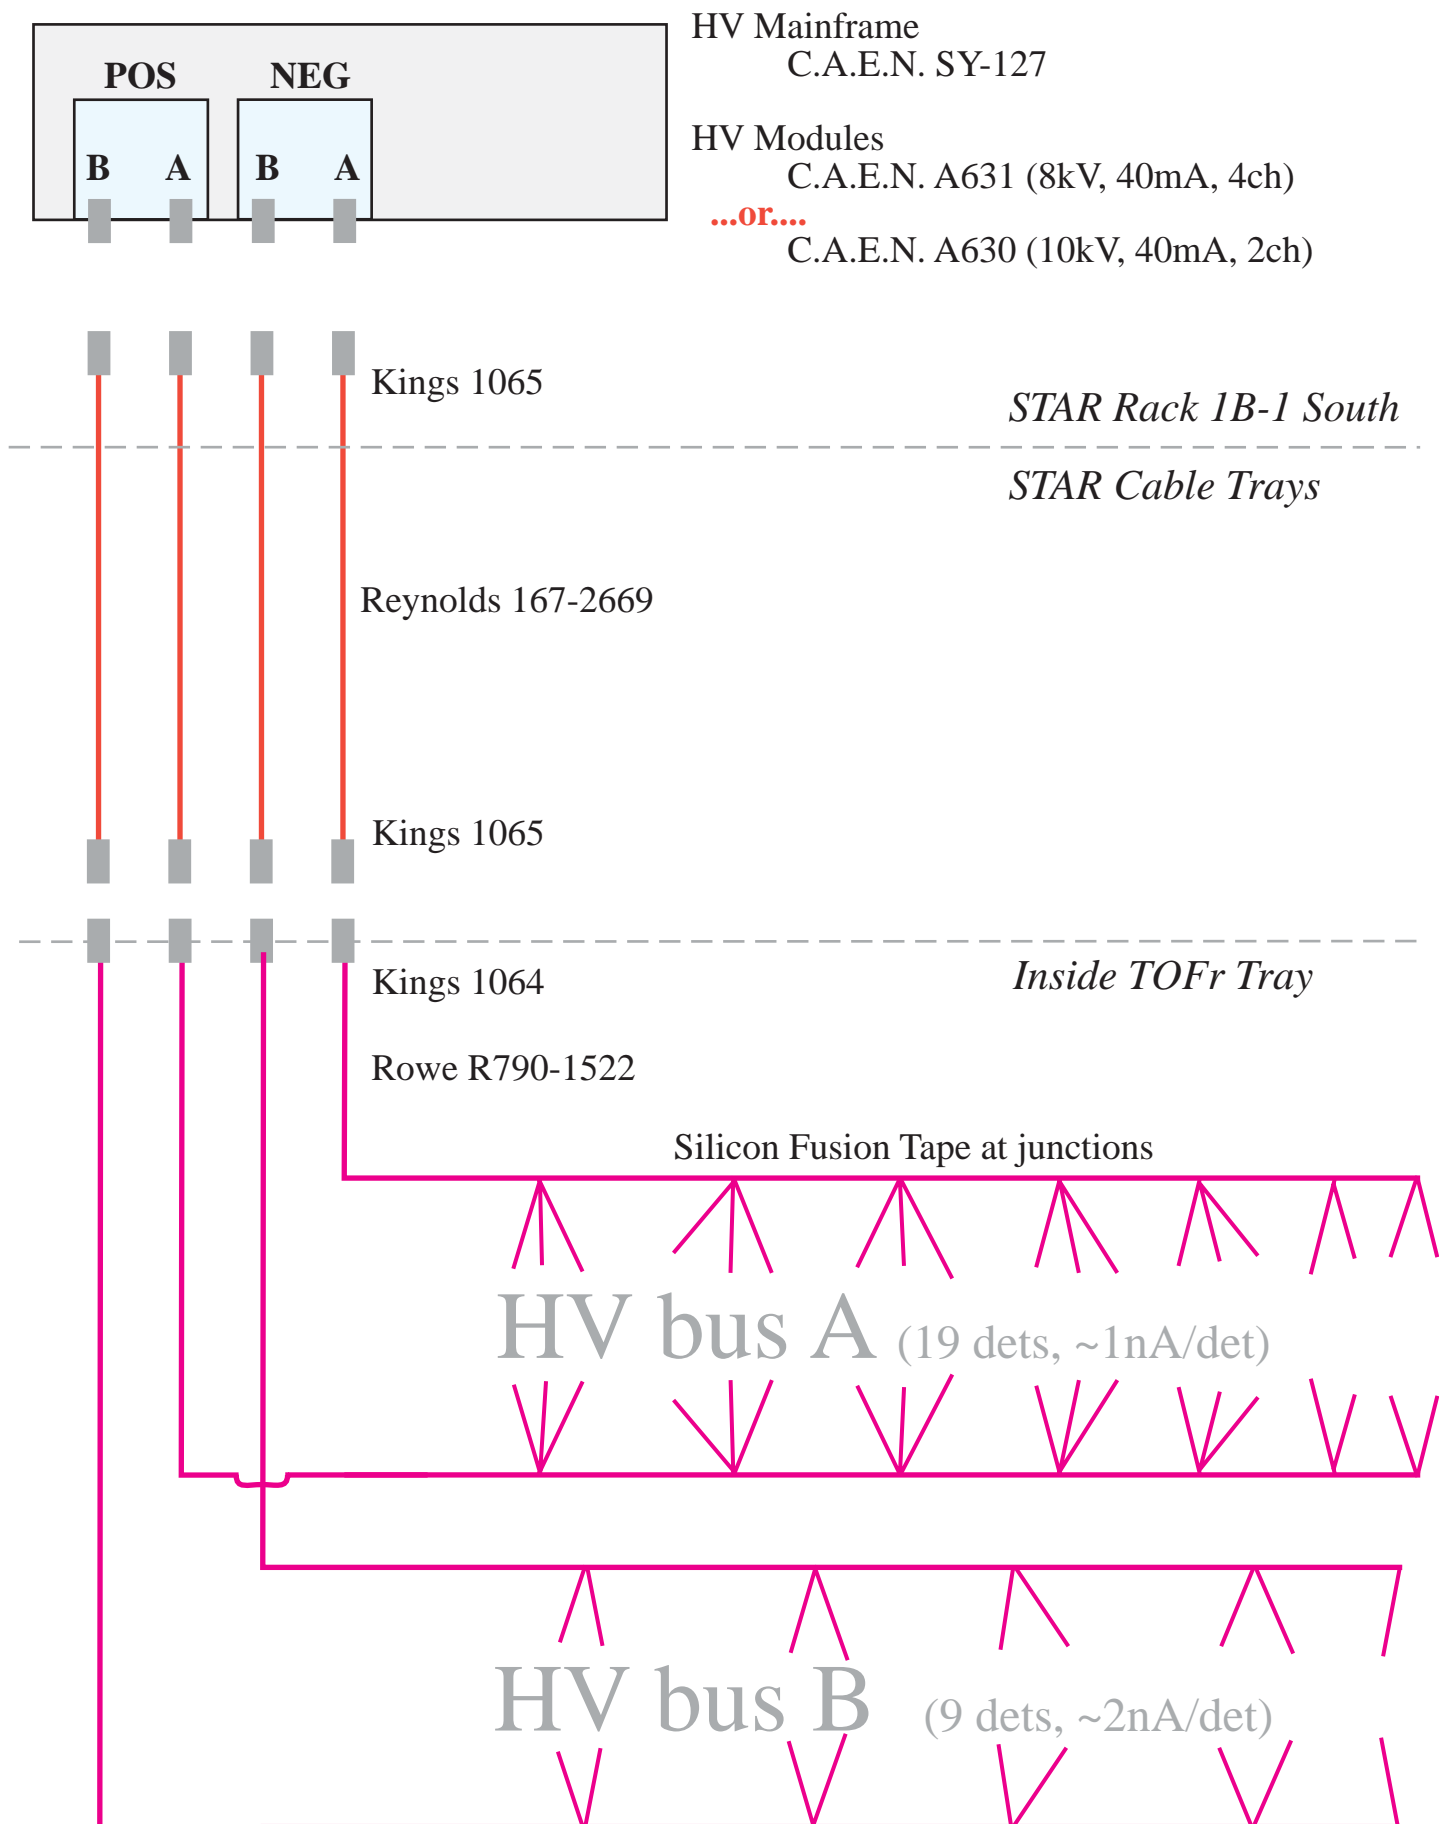 HV Mainframe
C.A.E.N. SY-127
POS NEG
HV Modules
B A B A
C.A.E.N. A631 (8kV, 40mA, 4ch)
...or....
C.A.E.N. A630 (10kV, 40mA, 2ch)
Kings 1065
STAR Rack 1B-1 South
STAR Cable Trays
Reynolds 167-2669
Kings 1065
Kings 1064
Inside TOFr Tray
Rowe R790-1522
Silicon Fusion Tape at junctions
HV bus A (19 dets, ~1nA/det)
HV bus B (9 dets, ~2nA/det)